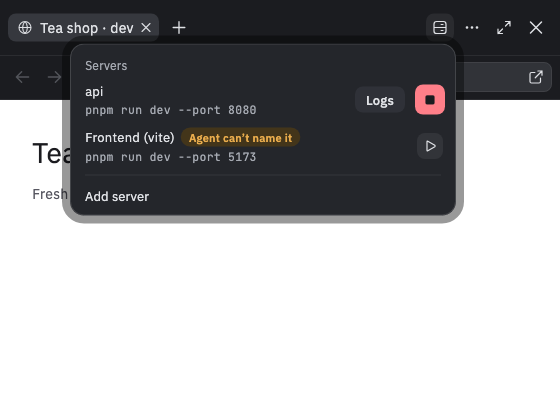 Tea shop · dev
Servers
api
pnpm run dev --port 8080
Logs
Frontend (vite) Agent can't name it
pnpm run dev --port 5173
Add server
Tea
Fresh